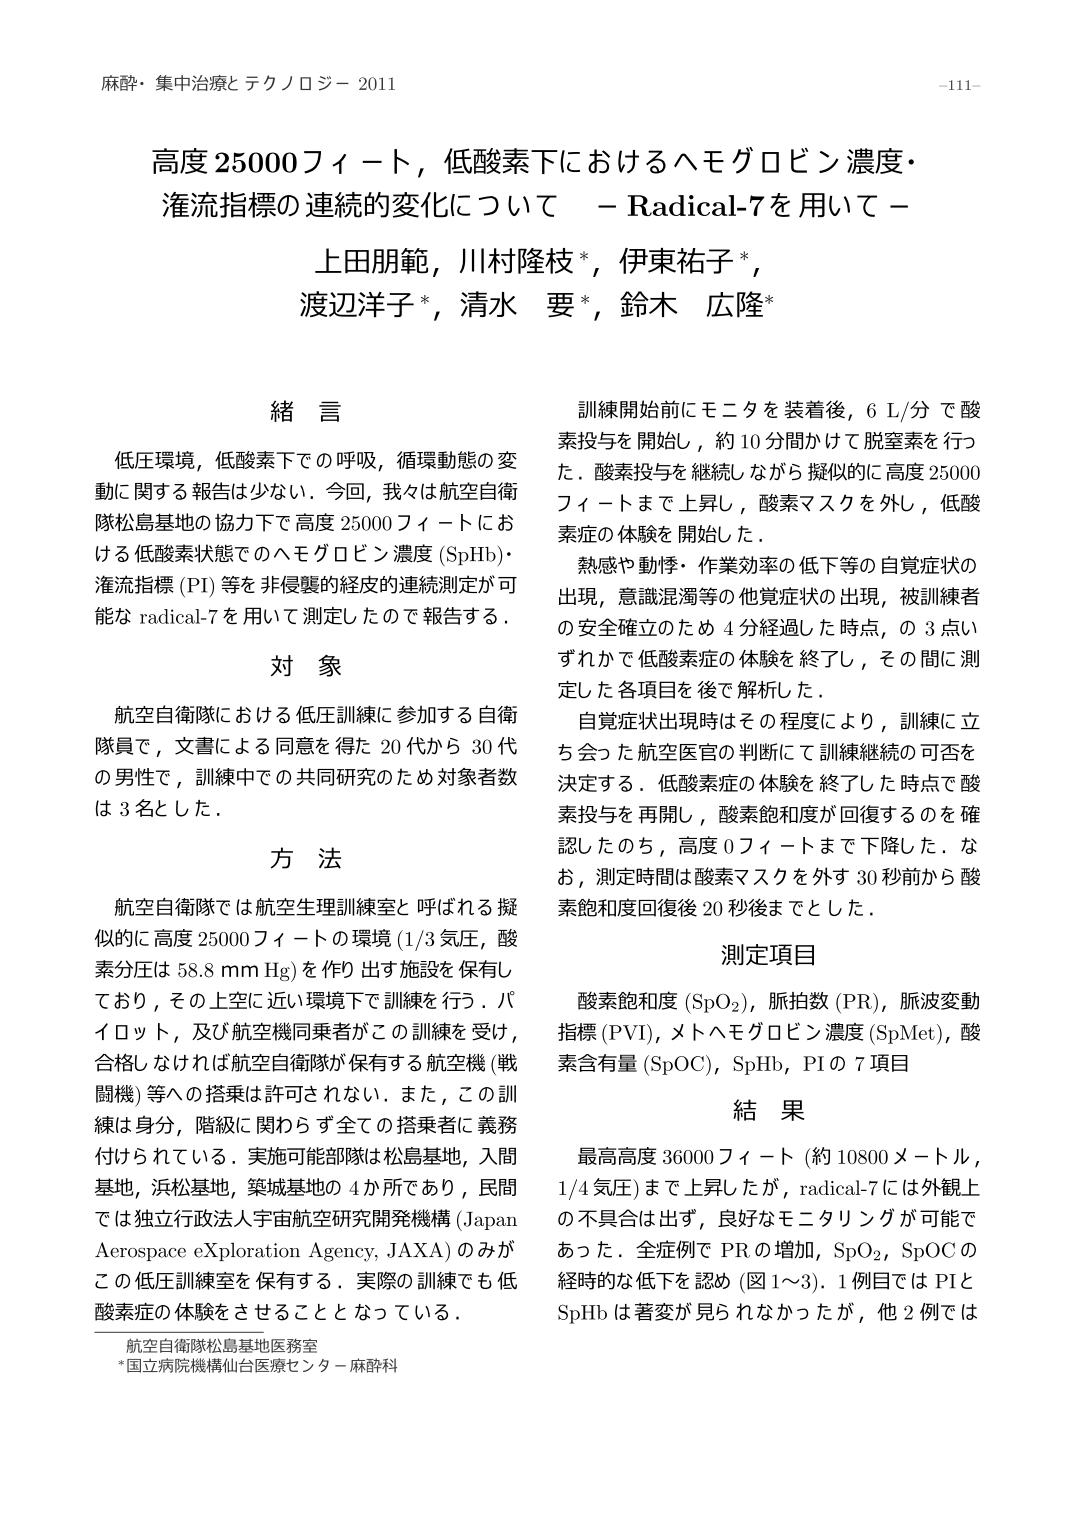 麻酔・集中治療とテクノロジー 2011
–111–
高度25000フィート，低酸素下におけるヘモグロビン濃度・
潅流指標の連続的変化について　－Radical-7を用いて－
上田朋範，川村隆枝*，伊東祐子*，
渡辺洋子*，清水　要*，鈴木　広隆*
緒　言
低圧環境，低酸素下での呼吸，循環動態の変
動に関する報告は少ない．今回，我々は航空自衛
隊松島基地の協力下で高度 25000フィートにお
ける低酸素状態でのヘモグロビン濃度 (SpHb)・
潅流指標 (PI) 等を非侵襲的経皮的連続測定が可
能な radical-7を用いて測定したので報告する．
対　象
航空自衛隊における低圧訓練に参加する自衛
隊員で，文書による同意を得た 20 代から 30 代
の男性で，訓練中での共同研究のため対象者数
は 3 名とした．
方　法
航空自衛隊では航空生理訓練室と呼ばれる擬
似的に高度 25000フィートの環境 (1/3 気圧，酸
素分圧は 58.8 mmHg)を作り出す施設を保有し
ており，その上空に近い環境下で訓練を行う．パ
イロット，及び航空機同乗者がこの訓練を受け，
合格しなければ航空自衛隊が保有する航空機 (戦
闘機) 等への搭乗は許可されない．また，この訓
練は身分，階級に関わらず全ての搭乗者に義務
付けられている．実施可能部隊は松島基地，入間
基地，浜松基地，築城基地の 4か所であり，民間
では独立行政法人宇宙航空研究開発機構 (Japan
Aerospace eXploration Agency, JAXA) のみが
この低圧訓練室を保有する．実際の訓練でも低
酸素症の体験をさせることとなっている．
航空自衛隊松島基地医務室
*国立病院機構仙台医療センター麻酔科
訓練開始前にモニタを装着後，6 L/分 で酸
素投与を開始し，約 10 分間かけて脱窒素を行っ
た．酸素投与を継続しながら擬似的に高度 25000
フィートまで上昇し，酸素マスクを外し，低酸
素症の体験を開始した．
熱感や動悸・作業効率の低下等の自覚症状の
出現，意識混濁等の他覚症状の出現，被訓練者
の安全確立のため 4 分経過した時点，の 3 点い
ずれかで低酸素症の体験を終了し，その間に測
定した各項目を後で解析した．
自覚症状出現時はその程度により，訓練に立
ち会った航空医官の判断にて訓練継続の可否を
決定する．低酸素症の体験を終了した時点で酸
素投与を再開し，酸素飽和度が回復するのを確
認したのち，高度 0フィートまで下降した．な
お，測定時間は酸素マスクを外す 30 秒前から酸
素飽和度回復後 20 秒後までとした．
測定項目
酸素飽和度 (SpO₂)，脈拍数 (PR)，脈波変動
指標 (PVI)，メトヘモグロビン濃度 (SpMet)，酸
素含有量 (SpOC)，SpHb，PIの 7 項目
結　果
最高高度 36000フィート (約 10800メートル，
1/4 気圧) まで上昇したが，radical-7には外観上
の不具合は出ず，良好なモニタリングが可能で
あった．全症例で PRの増加，SpO₂，SpOCの
経時的な低下を認め (図 1～3)．1 例目では PIと
SpHb は著変が見られなかったが，他 2 例では